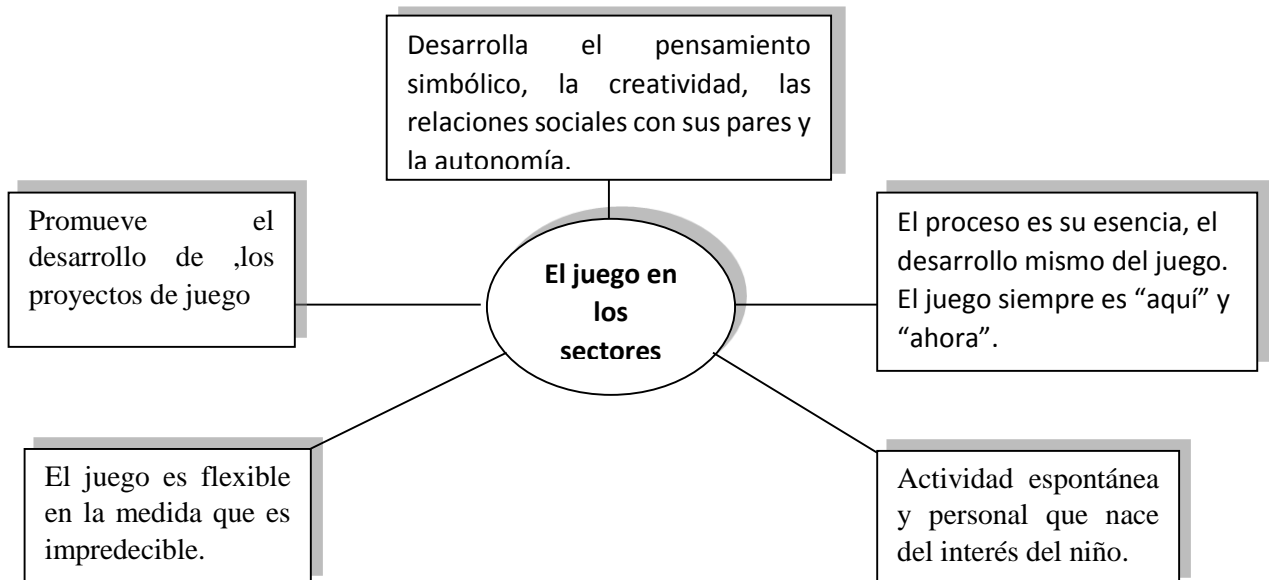 Desarrolla el pensamiento
simbólico, la creatividad, las
relaciones sociales con sus pares y
la autonomía.
Promueve el
desarrollo de ,los
proyectos de juego
El juego en
los
sectores
El proceso es su esencia, el
desarrollo mismo del juego.
El juego siempre es “aquí” y
“ahora”.
El juego es flexible
en la medida que es
impredecible.
Actividad espontánea
y personal que nace
del interés del niño.